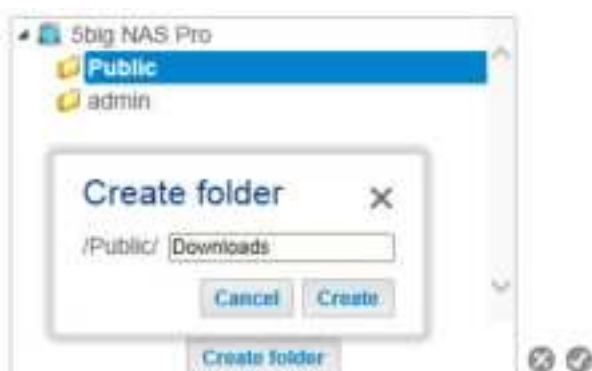 5big NAS Pro
Public
admin
Create folder
/Public/ Downloads
Cancel Create
Create folder